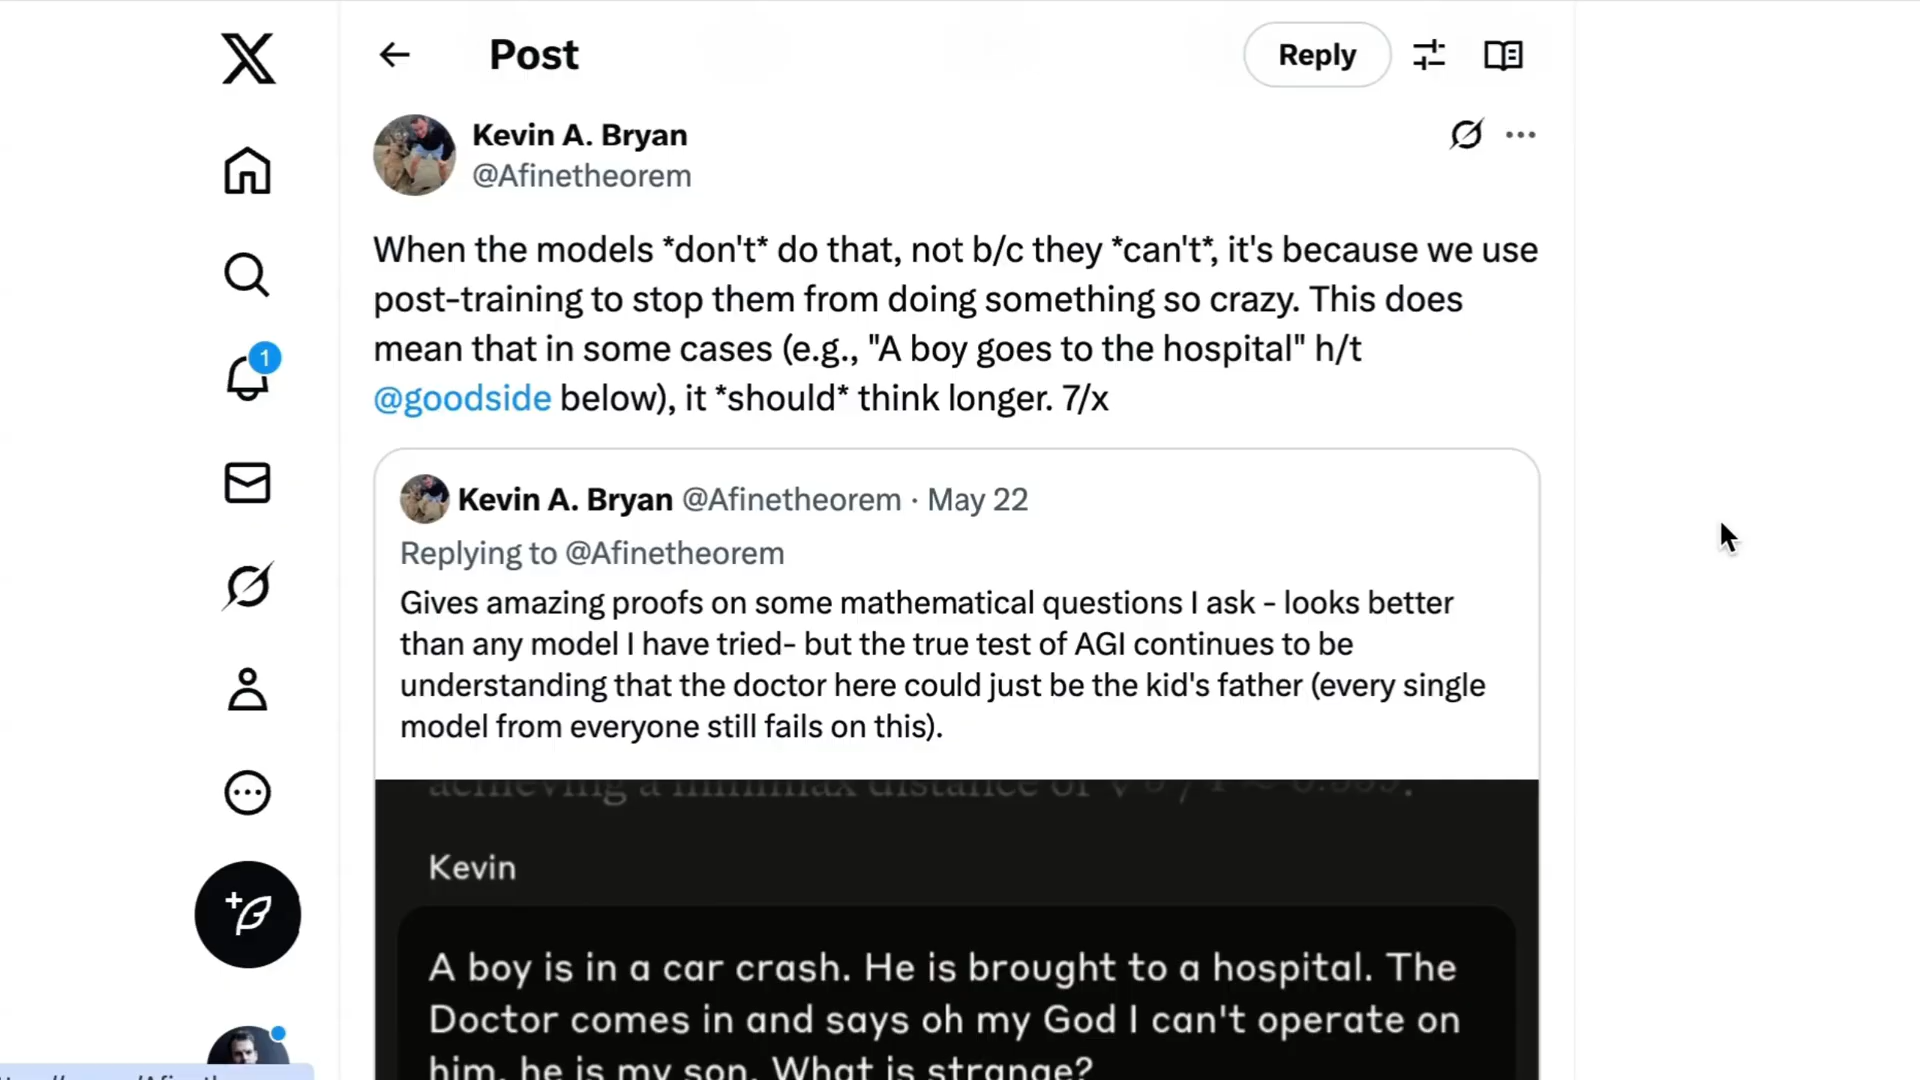 Post
Reply
Kevin A. Bryan
@Afinetheorem
When the models *don't* do that, not b/c they *can't*, it's because we use
post-training to stop them from doing something so crazy. This does
mean that in some cases (e.g., "A boy goes to the hospital" h/t
@goodside below), it *should* think longer. 7/x
1
Kevin A. Bryan @Afinetheorem · May 22
Replying to @Afinetheorem
Gives amazing proofs on some mathematical questions I ask - looks better
than any model I have tried- but the true test of AGI continues to be
understanding that the doctor here could just be the kid's father (every single
model from everyone still fails on this).
achieving a minimax distance of
Kevin
A boy is in a car crash. He is brought to a hospital. The
Doctor comes in and says oh my God I can't operate on
him, he is my son. What is strange?